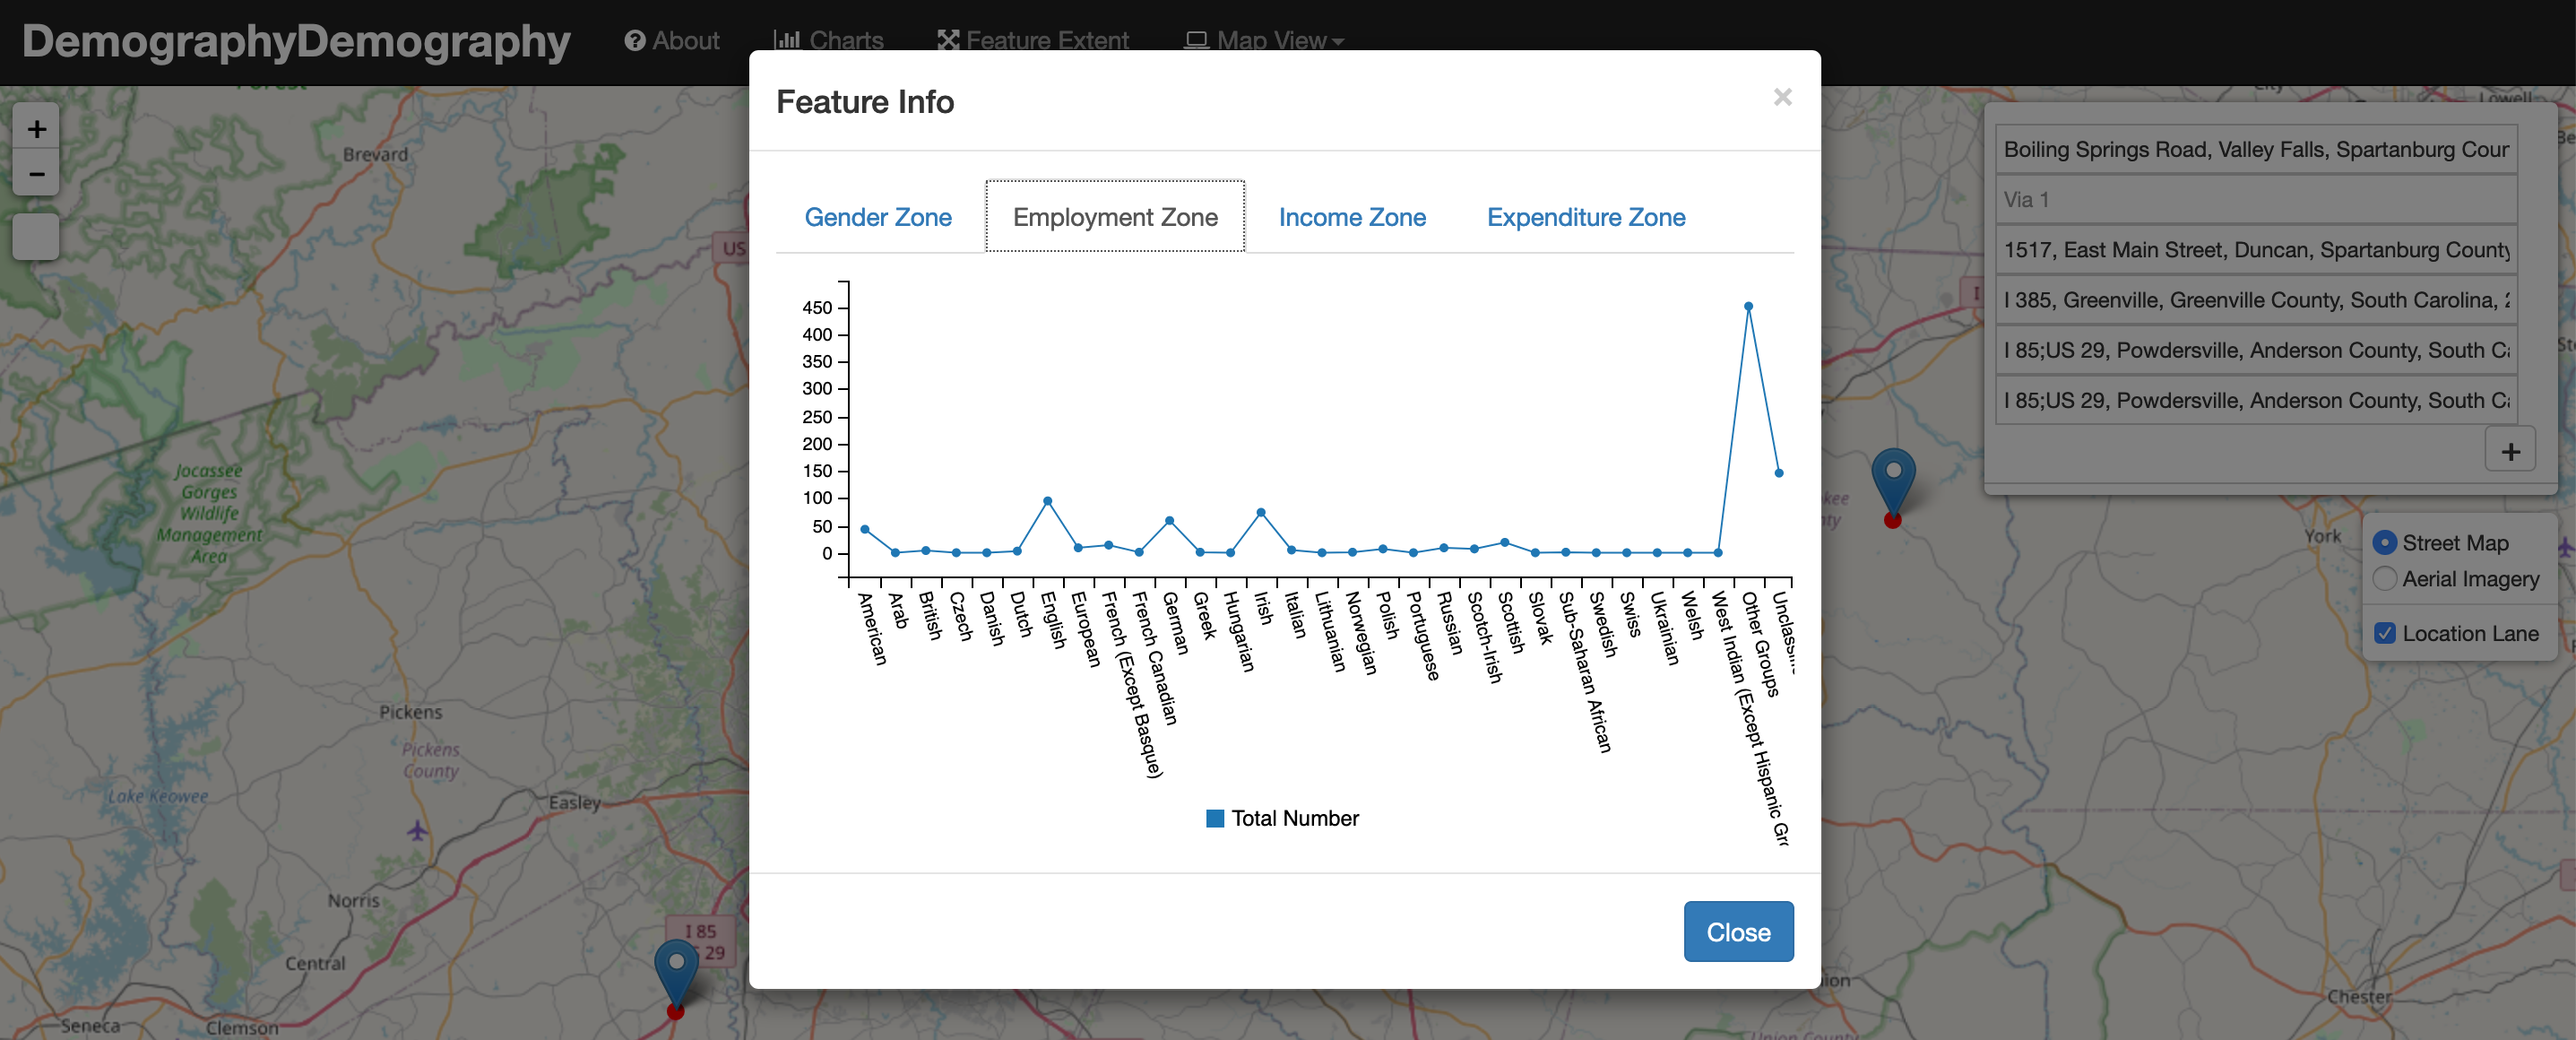 DemographyDemography
About
Charts
Feature Extent
Map View
Feature Info
×
Gender Zone
Employment Zone
Income Zone
Expenditure Zone
450
400
350
300
250
200
150
100
50
0
American
Arab
British
Czech
Danish
Dutch
English
European
French (Except Basque)
French Canadian
German
Greek
Hungarian
Irish
Italian
Lithuanian
Norwegian
Polish
Portuguese
Russian
Scotch-Irish
Scottish
Slovak
Sub-Saharan African
Swedish
Swiss
Ukrainian
Welsh
West Indian (Except Hispanic Gr
Other Groups
Total Number
Close
+
−
Boiling Springs Road, Valley Falls, Spartanburg Cour
Via 1
1517, East Main Street, Duncan, Spartanburg County
I 385, Greenville, Greenville County, South Carolina, 2
I 85;US 29, Powdersville, Anderson County, South Ca
I 85;US 29, Powdersville, Anderson County, South Ca
+
Street Map
Aerial Imagery
Location Lane
Forest
Brevard
US
Jocassee
Gorges
Wildlife
Management
Area
Pickens
Pickens
County
Lake Keowee
Easley
Norris
Central
I 85
29
Seneca
Clemson
Lowell
York
Chester
Union County